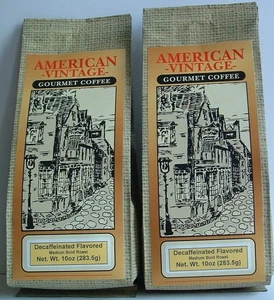 AMERICAN
-VINTAGE-
GOURMET COFFEE
Decaffeinated Flavored
Medium Bold Roast
Net. Wt. 10oz (283.5g)
AMERICAN
-VINTAGE-
GOURMET COFFEE
Decaffeinated Flavored
Medium Bold Roast
Net. Wt. 10oz (283.5g)